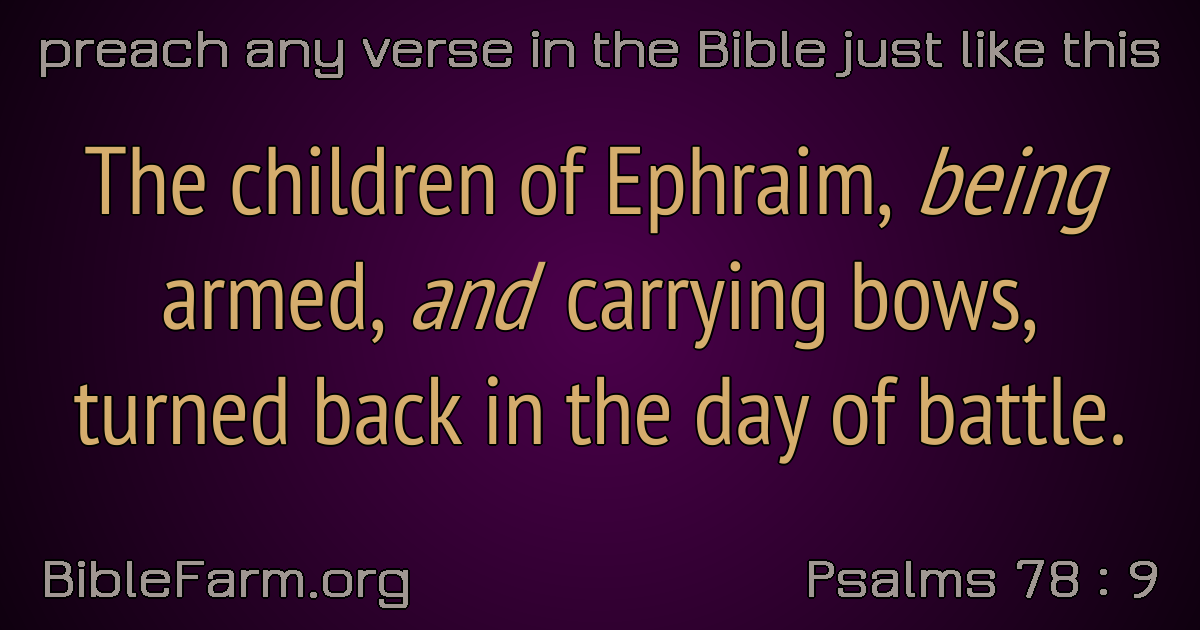 preach any verse in the Bible just like this
The children of Ephraim, being
armed, and carrying bows,
turned back in the day of battle.
BibleFarm.org
Psalms 78 : 9